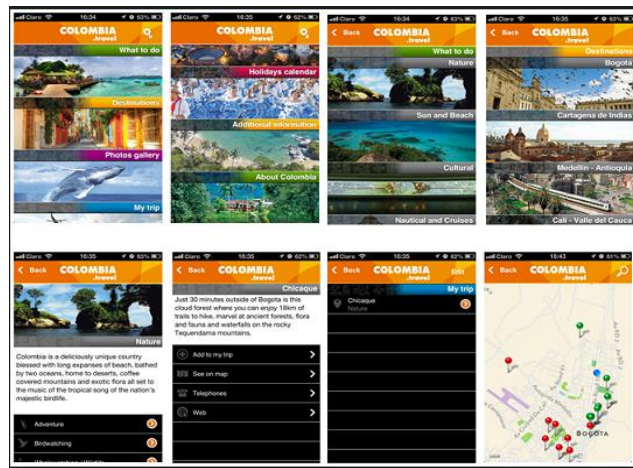 Claro 16:34 63%
COLOMBIA
.travel
What to do
Destinations
Photos gallery
My trip
Claro 16:35 62%
COLOMBIA
.travel
Holidays calendar
Additional information
About Colombia
Claro 16:34 63%
Back COLOMBIA
.travel
What to do
Nature
Sun and Beach
Cultural
Nautical and Cruises
Claro 16:35 63%
Back COLOMBIA
.travel
Destinations
Bogota
Cartagena de Indias
Medellin - Antioquia
Cali - Valle del Cauca
Claro 16:35 63%
Back COLOMBIA
.travel
Nature
Colombia is a deliciously unique country
blessed with long expanses of beach, bathed
by two oceans, home to deserts, coffee
covered mountains and exotic flora all set to
the music of the tropical song of the nation's
majestic birdlife.
Adventure
Birdwatching
Claro 16:35 62%
Back COLOMBIA
.travel
Chicaque
Just 30 minutes outside of Bogota is this
cloud forest where you can enjoy 18km of
trails to hike, marvel at ancient forests, flora
and fauna and waterfalls on the rocky
Tequendama mountains.
Add to my trip
See on map
Telephones
Web
Claro 16:35 62%
Back COLOMBIA Edit
.travel
My trip
Chicaque
Nature
Claro 16:43 61%
Back COLOMBIA
.travel
BOGOTA